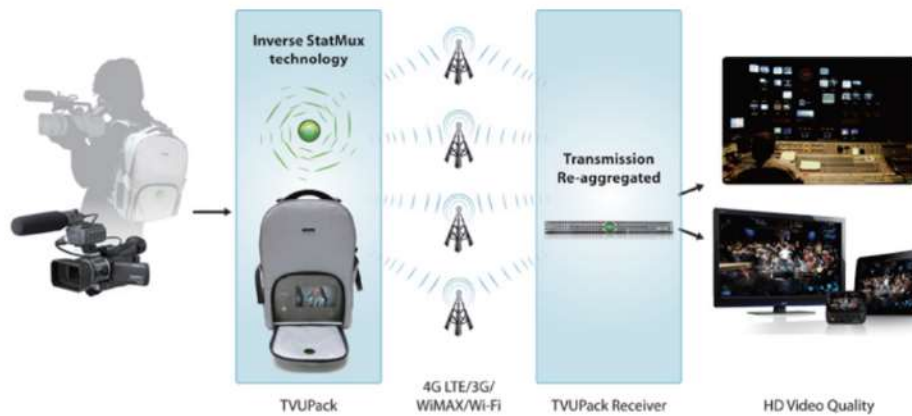 Inverse StatMux
technology
Transmission
Re-aggregated
TVUPack
4G LTE/3G/
WiMAX/Wi-Fi
TVUPack Receiver
HD Video Quality